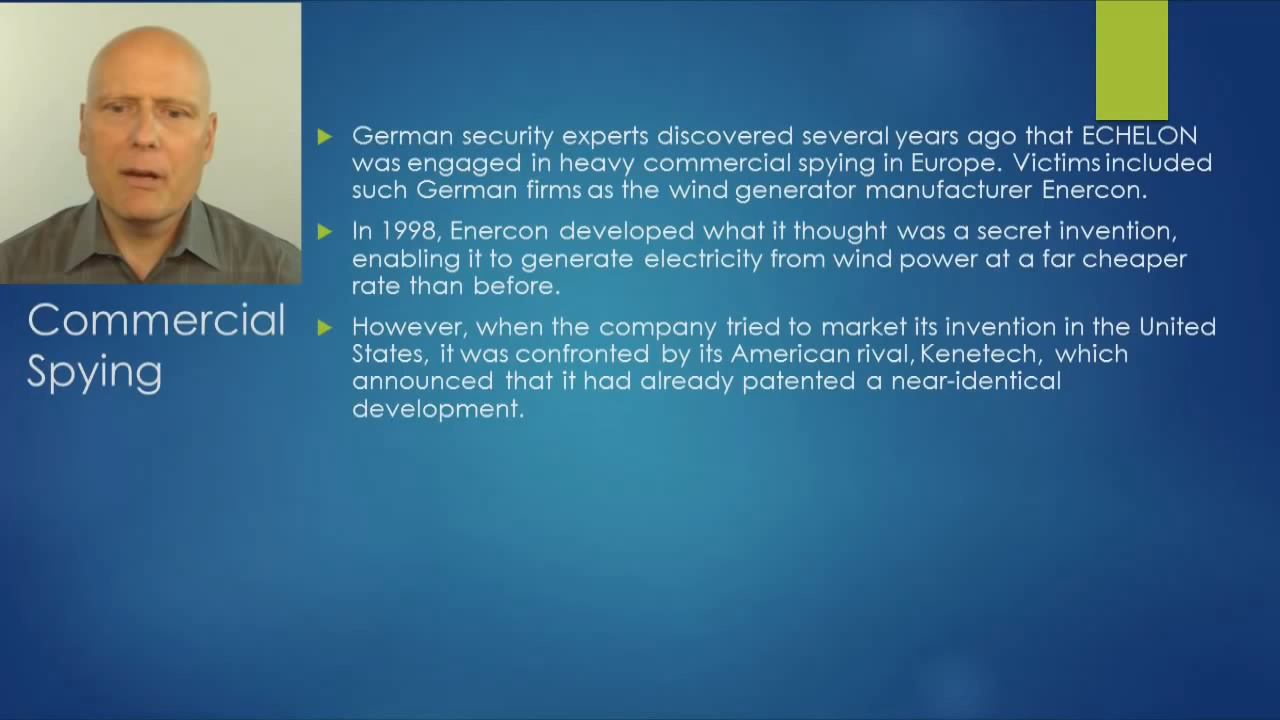 Commercial
Spying
German security experts discovered several years ago that ECHELON
was engaged in heavy commercial spying in Europe. Victims included
such German firms as the wind generator manufacturer Enercon.
In 1998, Enercon developed what it thought was a secret invention,
enabling it to generate electricity from wind power at a far cheaper
rate than before.
However, when the company tried to market its invention in the United
States, it was confronted by its American rival, Kenetech, which
announced that it had already patented a near-identical
development.